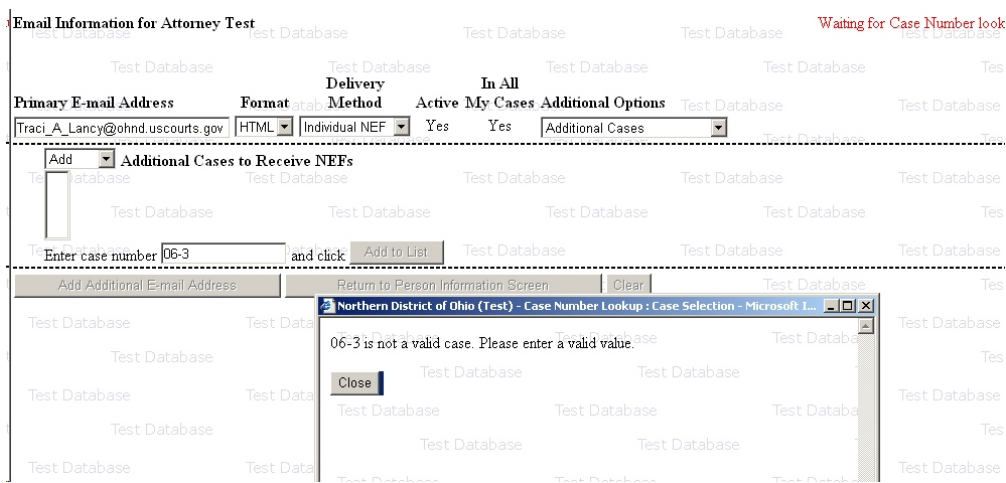 Email Information for Attorney Test
Waiting for Case Number look
Primary E-mail Address Format Delivery Method Active In All My Cases Additional Options
Traci_A_Lancy@ohnd.uscourts.gov HTML Individual NEF Yes Yes Additional Cases
Add Additional Cases to Receive NEFs
Enter case number 06-3 and click Add to List
Add Additional E-mail Address Return to Person Information Screen Clear
Northern District of Ohio (Test) - Case Number Lookup : Case Selection - Microsoft I...
06-3 is not a valid case. Please enter a valid value.
Close
Test Database